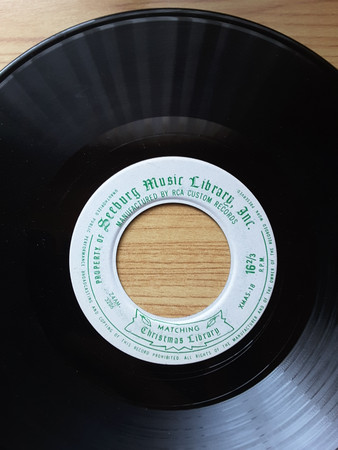 PROPERTY OF Seeburg Music Library, Inc.
MANUFACTURED BY RCA CUSTOM RECORDS
16⅔
R.P.M.
XMAS-18
MATCHING
Christmas Library
COPYING OF THIS RECORD PROHIBITED ALL RIGHTS OF THE MANUFACTURER AND OF THE OWNER OF THE